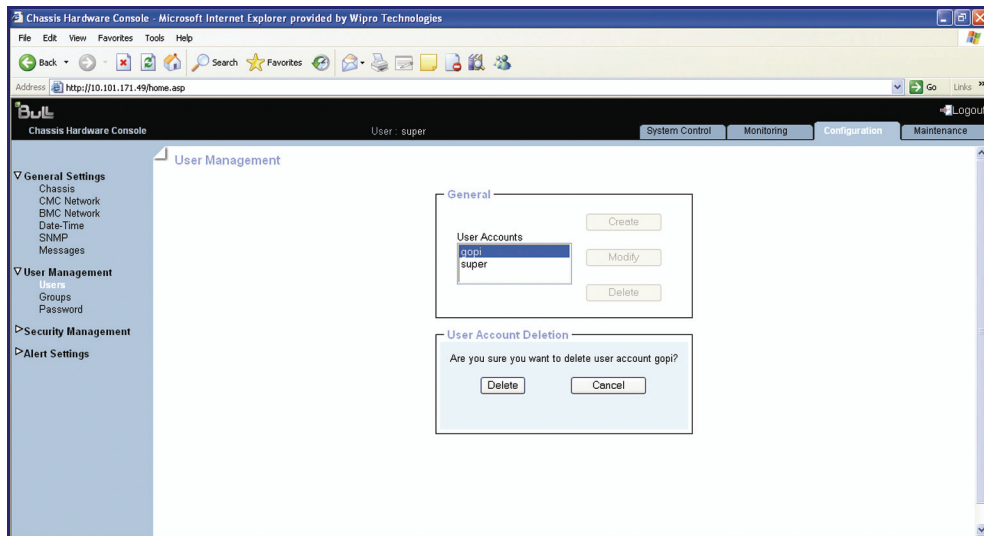 Chassis Hardware Console - Microsoft Internet Explorer provided by Wipro Technologies
File Edit View Favorites Tools Help
Back Search Favorites
Address http://10.101.171.49/home.asp Go Links »
Bull Logout
Chassis Hardware Console User : super System Control Monitoring Configuration Maintenance
User Management
General Settings
Chassis
CMC Network
BMC Network
Date-Time
SNMP
Messages
User Management
Users
Groups
Password
Security Management
Alert Settings
General
User Accounts
gopi
super
Create
Modify
Delete
User Account Deletion
Are you sure you want to delete user account gopi?
Delete Cancel